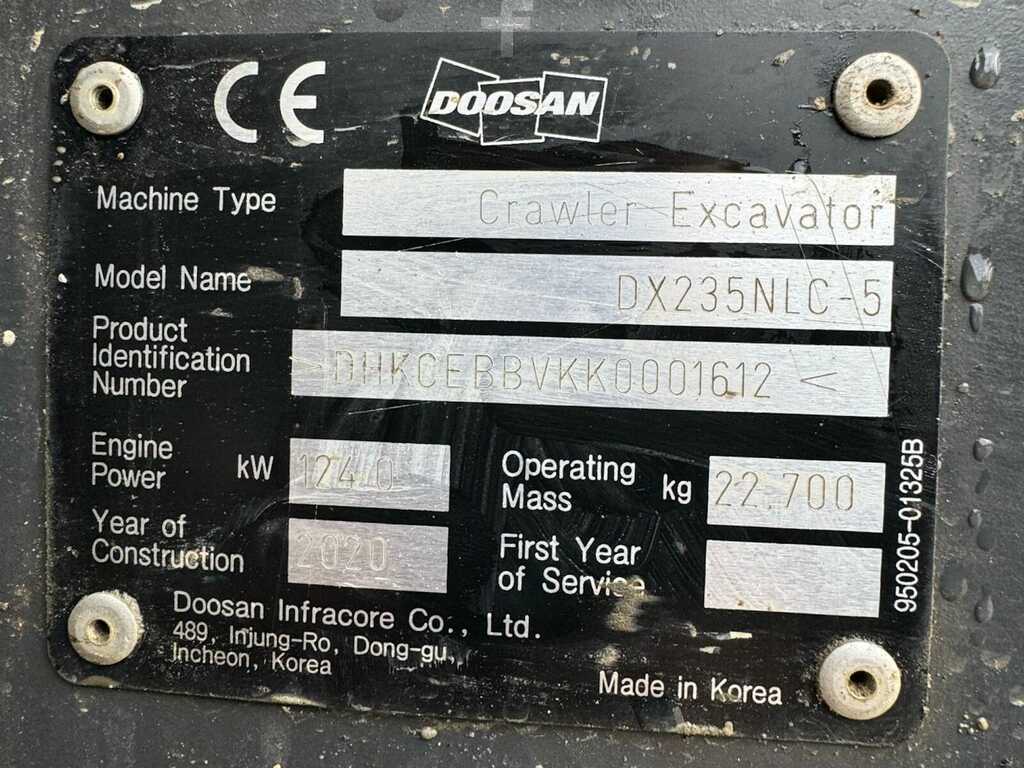 CE DOOSAN
Machine Type Crawler Excavator
Model Name DX235NLC-5
Product
Identification
Number >DHKCEBBVKK0001612 <
Engine
Power kW 124.0
Operating
Mass kg 22,700
Year of
Construction 2020
First Year
of Service
Doosan Infracore Co., Ltd.
489, Injung-Ro, Dong-gu,
Incheon, Korea
Made in Korea
950205-01325B